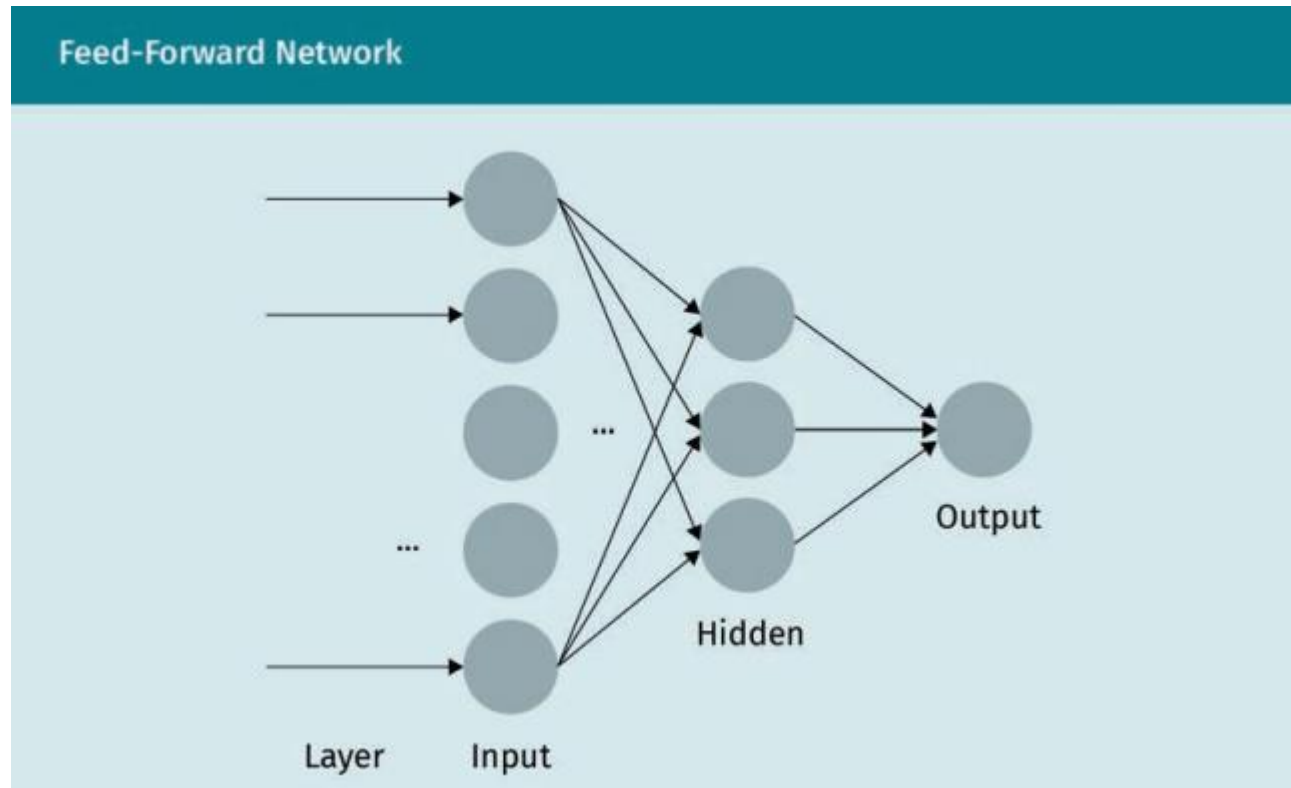 Feed-Forward Network
...
...
Output
Hidden
Layer Input